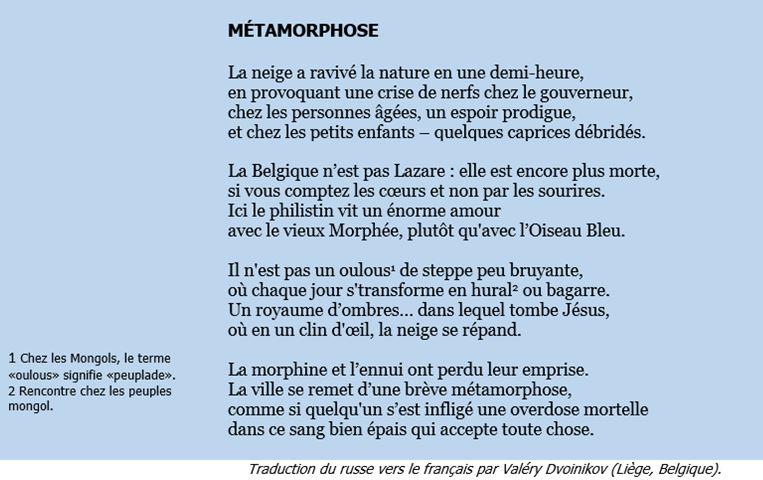 MÉTAMORPHOSE
La neige a ravivé la nature en une demi-heure,
en provoquant une crise de nerfs chez le gouverneur,
chez les personnes âgées, un espoir prodigue,
et chez les petits enfants – quelques caprices débridés.
La Belgique n’est pas Lazare : elle est encore plus morte,
si vous comptez les cœurs et non par les sourires.
Ici le philistin vit un énorme amour
avec le vieux Morphée, plutôt qu'avec l’Oiseau Bleu.
Il n'est pas un oulous¹ de steppe peu bruyante,
où chaque jour s'transforme en hural² ou bagarre.
Un royaume d’ombres... dans lequel tombe Jésus,
où en un clin d'œil, la neige se répand.
La morphine et l’ennui ont perdu leur emprise.
La ville se remet d’une brève métamorphose,
comme si quelqu'un s’est infligé une overdose mortelle
dans ce sang bien épais qui accepte toute chose.
1 Chez les Mongols, le terme
«oulous» signifie «peuplade».
2 Rencontre chez les peuples
mongol.
Traduction du russe vers le français par Valéry Dvoinikov (Liège, Belgique).